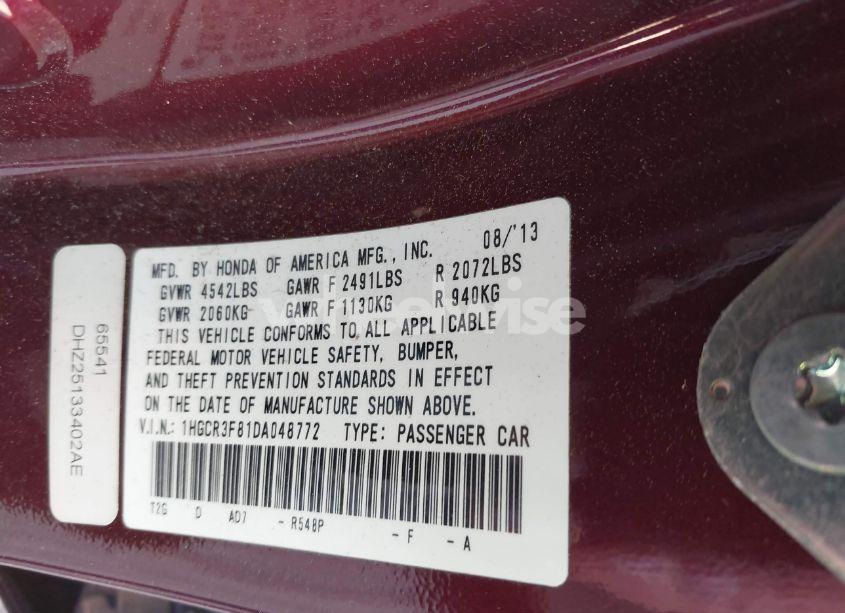 65541
DHZ25133402AE
MFD. BY HONDA OF AMERICA MFG., INC. 08/'13
GVWR 4542LBS GAWR F 2491LBS R 2072LBS
GVWR 2060KG GAWR F 1130KG R 940KG
THIS VEHICLE CONFORMS TO ALL APPLICABLE
FEDERAL MOTOR VEHICLE SAFETY, BUMPER,
AND THEFT PREVENTION STANDARDS IN EFFECT
ON THE DATE OF MANUFACTURE SHOWN ABOVE.
V.I.N.: 1HGCR3F81DA048772 TYPE: PASSENGER CAR
T2G D AD7 - R548P - F - A